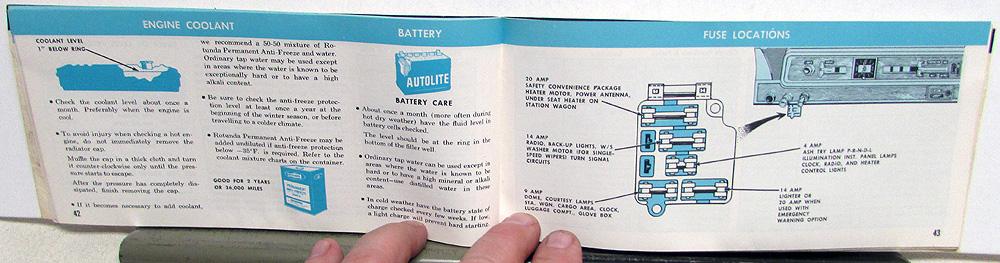 ENGINE COOLANT
COOLANT LEVEL
1" BELOW RING
• Check the coolant level about once a
month. Preferably when the engine is
cool.
• To avoid injury when checking a hot en-
gine, do not immediately remove the
radiator cap.
Muffle the cap in a thick cloth and turn
it counter clockwise only until the pres-
sure starts to escape.
After the pressure has completely dis-
sipated, finish removing the cap.
• If it becomes necessary to add coolant,
42
we recommend a 50-50 mixture of Ro-
tunda Permanent Anti-Freeze and water.
Ordinary tap water may be used except
in areas where the water is known to be
exceptionally hard or to have a high
alkali content.
• Be sure to check the anti-freeze protec-
tion level at least once a year at the
beginning of the winter season, or before
travelling to a colder climate.
• Rotunda Permanent Anti-Freeze may be
added undiluted if anti-freeze protection
below -35°F. is required. Refer to the
coolant mixture charts on the container.
GOOD FOR 2 YEARS
OR 36,000 MILES
BATTERY
AUTOLITE
BATTERY CARE
• About once a month (more often during
hot dry weather) have the fluid level in
battery cells checked.
The level should be at the ring in the
bottom of the filler well.
• Ordinary tap water can be used except in
areas where the water is known to be
hard or to have a high mineral or alkali
content—use distilled water in these
areas.
• In cold weather have the battery state of
charge checked every few weeks. If low,
a light charge will prevent hard starting.
FUSE LOCATIONS
20 AMP
SAFETY CONVENIENCE PACKAGE
HEATER MOTOR, POWER ANTENNA,
UNDER SEAT HEATER ON
STATION WAGON
14 AMP
RADIO, BACK-UP LIGHTS, W/S
WASHER MOTOR (FOR SINGLE
SPEED WIPERS) TURN SIGNAL
CIRCUITS
9 AMP
DOME, COURTESY LAMPS
STA. WGN. CARGO AREA, CLOCK,
LUGGAGE COMPT., GLOVE BOX
4 AMP
ASH TRY LAMP P-R-N-D-L
ILLUMINATION INST. PANEL LAMPS
CLOCK, RADIO, AND HEATER
CONTROL LIGHTS
14 AMP
LIGHTER OR
20 AMP WHEN
USED WITH
EMERGENCY
WARNING OPTION
43